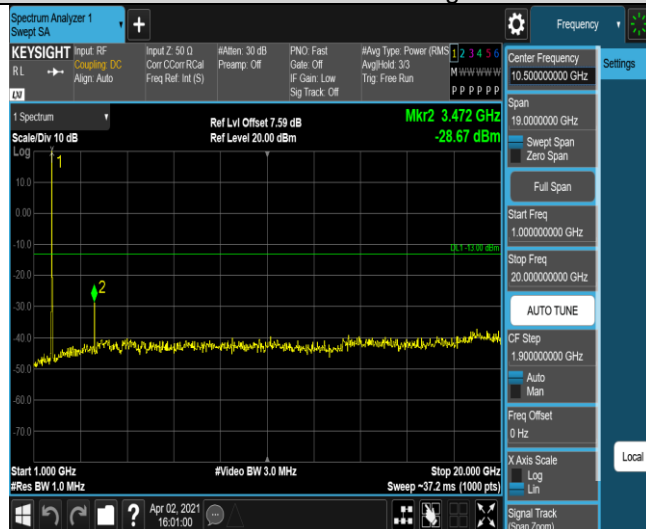 Spectrum Analyzer 1
Swept SA
Frequency
KEYSIGHT
RL
Align: Auto
LXI
Input: RF
Coupling: DC
Input Z: 50 Ω
Corr CCorr RCal
Freq Ref: Int (S)
#Atten: 30 dB
Preamp: Off
PNO: Fast
Gate: Off
IF Gain: Low
Sig Track: Off
#Avg Type: Power (RMS
Avg|Hold: 3/3
Trig: Free Run
1 2 3 4 5 6
M W W W W W
P P P P P P
1 Spectrum
Scale/Div 10 dB
Log
Ref Lvl Offset 7.59 dB
Ref Level 20.00 dBm
Mkr2 3.472 GHz
-28.67 dBm
1
10.0
0.00
-10.0
DL1 -13.00 dBm
-20.0
2
-30.0
-40.0
-50.0
-60.0
-70.0
Start 1.000 GHz
#Res BW 1.0 MHz
#Video BW 3.0 MHz
Stop 20.000 GHz
Sweep ~37.2 ms (1000 pts)
Center Frequency
10.500000000 GHz
Span
19.0000000 GHz
Swept Span
Zero Span
Full Span
Start Freq
1.000000000 GHz
Stop Freq
20.000000000 GHz
AUTO TUNE
CF Step
1.900000000 GHz
Auto
Man
Freq Offset
0 Hz
X Axis Scale
Log
Lin
Signal Track
(Span Zoom)
Settings
Local
?
Apr 02, 2021
16:01:00